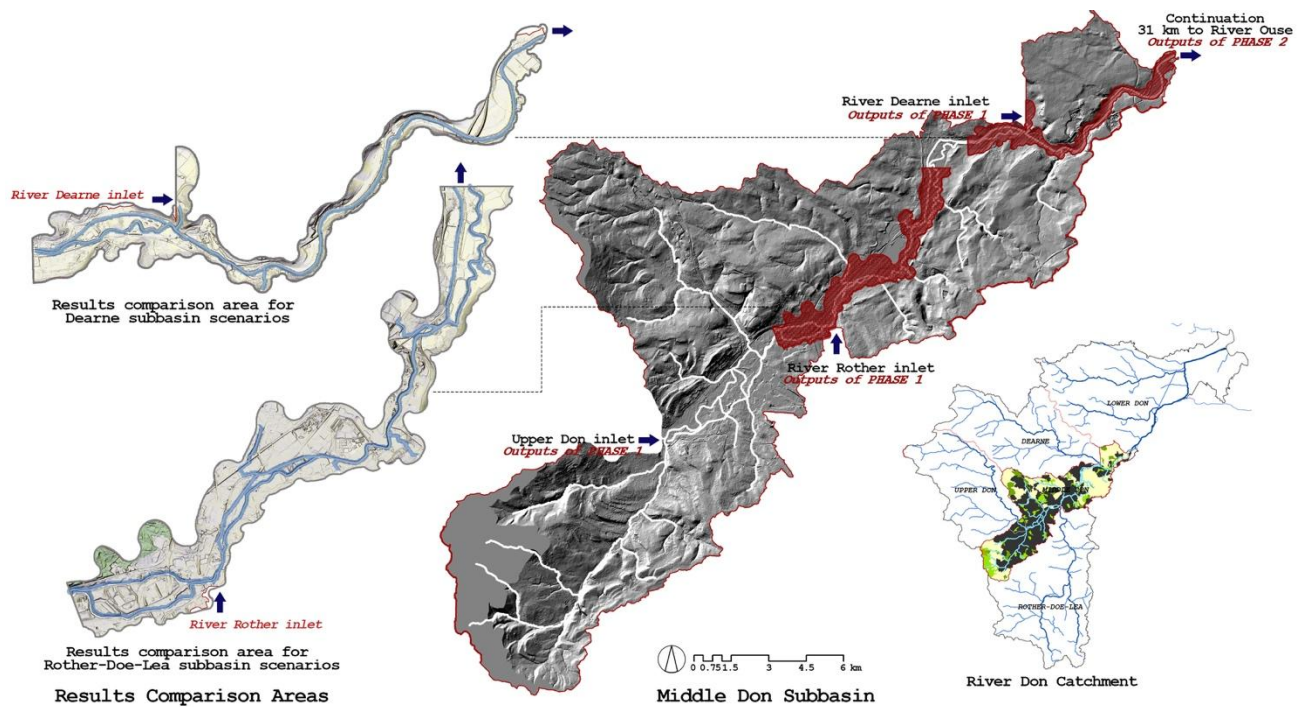 Continuation
31 km to River Ouse
Outputs of PHASE 2
River Dearne inlet
Outputs of PHASE 1
River Dearne inlet
Results comparison area for
Dearne subbasin scenarios
River Rother inlet
Outputs of PHASE 1
Upper Don inlet
Outputs of PHASE 1
LOWER DON
DEARNE
UPPER DON
MIDDLE DON
ROTHER-DOE-LEA
River Rother inlet
Results comparison area for
Rother-Doe-Lea subbasin scenarios
0 0.75 1.5 3 4.5 6 km
Results Comparison Areas
Middle Don Subbasin
River Don Catchment